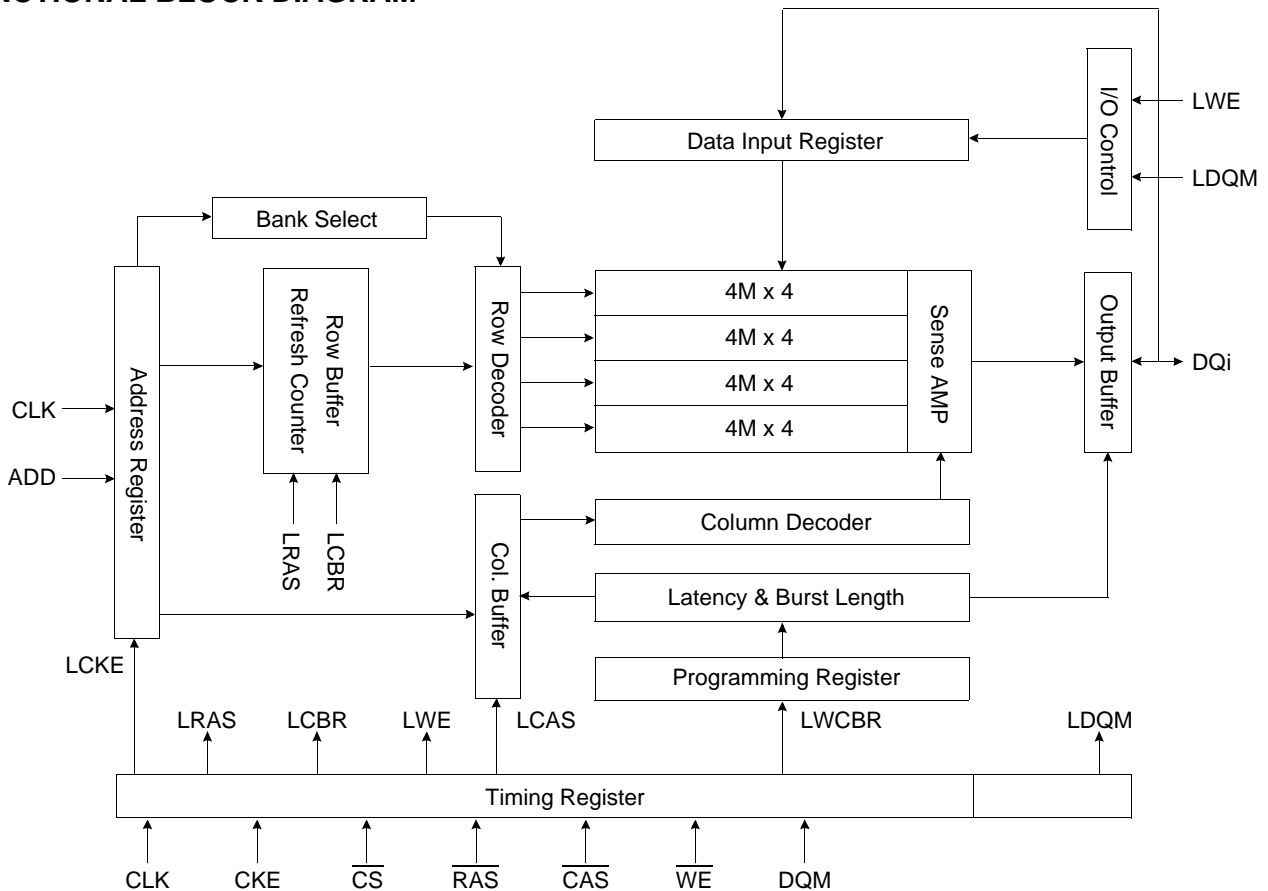 NCTIONAL BLOCK DIAGRAM
I/O Control
LWE
Data Input Register
LDQM
Bank Select
Address Register
Refresh Counter
Row Buffer
Row Decoder
4M x 4
4M x 4
4M x 4
4M x 4
Sense AMP
Output Buffer
DQi
CLK
ADD
LRAS
LCBR
Col. Buffer
Column Decoder
Latency & Burst Length
Programming Register
LCKE
LRAS
LCBR
LWE
LCAS
LWCBR
LDQM
Timing Register
CLK
CKE
CS
RAS
CAS
WE
DQM